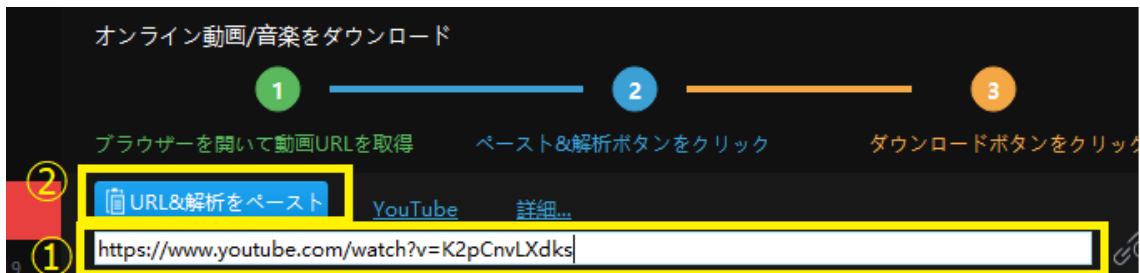 オンライン動画/音楽をダウンロード
1 2 3
ブラウザーを開いて動画URLを取得 ペースト&解析ボタンをクリック ダウンロードボタンをクリック
② URL&解析をペースト YouTube 詳細...
① https://www.youtube.com/watch?v=K2pCnvLXdks
9